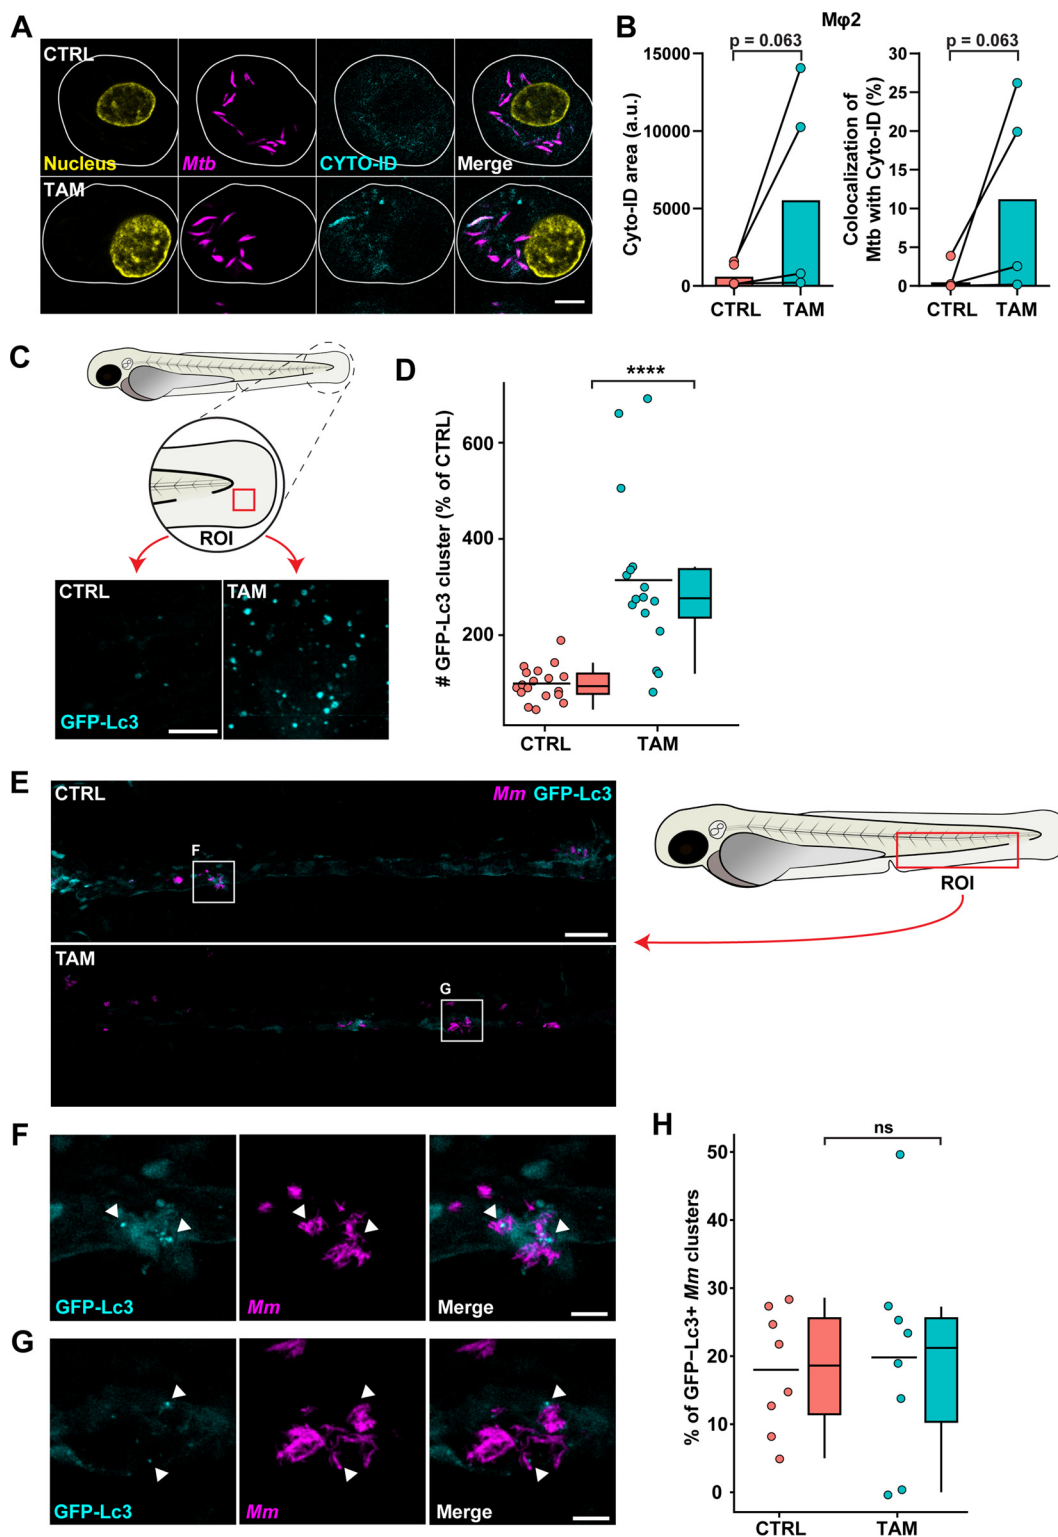 A
CTRL
Nucleus
Mtb
CYTO-ID
Merge
TAM
B
Mφ2
p = 0.063
Cyto-ID area (a.u.)
15000
10000
5000
0
CTRL
TAM
p = 0.063
Colocalization of
Mtb with Cyto-ID (%)
30
25
20
15
10
5
0
CTRL
TAM
C
ROI
CTRL
TAM
GFP-Lc3
D
****
# GFP-Lc3 cluster (% of CTRL)
600
400
200
CTRL
TAM
E
CTRL
Mm GFP-Lc3
F
TAM
G
ROI
F
GFP-Lc3
Mm
Merge
G
GFP-Lc3
Mm
Merge
H
ns
% of GFP–Lc3+ Mm clusters
50
40
30
20
10
0
CTRL
TAM